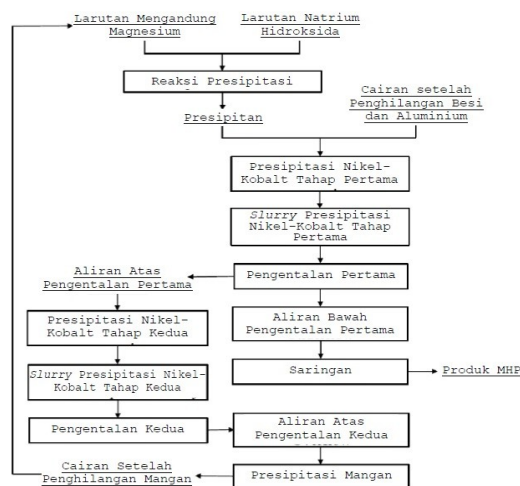 Larutan Mengandung
Magnesium
Larutan Natrium
Hidroksida
Reaksi Presipitasi
Presipitan
Cairan setelah
Penghilangan Besi
dan Aluminium
Presipitasi Nikel-
Kobalt Tahap Pertama
Slurry Presipitasi
Nikel-Kobalt Tahap
Pertama
Aliran Atas
Pengentalan Pertama
Pengentalan Pertama
Presipitasi Nikel-
Kobalt Tahap Kedua
Aliran Bawah
Pengentalan Pertama
Slurry Presipitasi Nikel-
Kobalt Tahap Kedua
Saringan
Produk MHP
Pengentalan Kedua
Aliran Atas
Pengentalan Kedua
Cairan Setelah
Penghilangan Mangan
Presipitasi Mangan